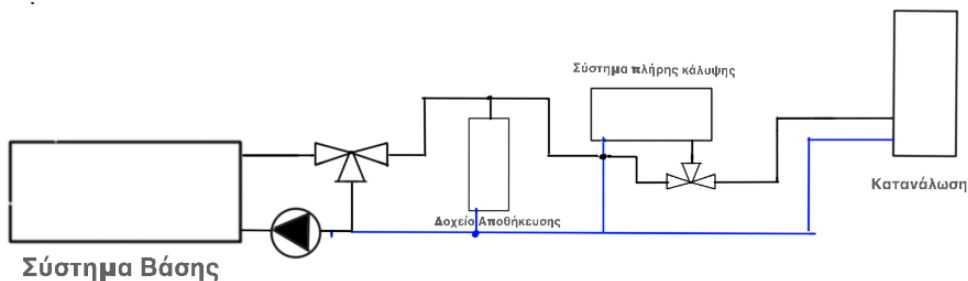 Σύστημα πλήρης κάλυψης
Κατανάλωση
Δοχείο Αποθήκευσης
Σύστημα Βάσης